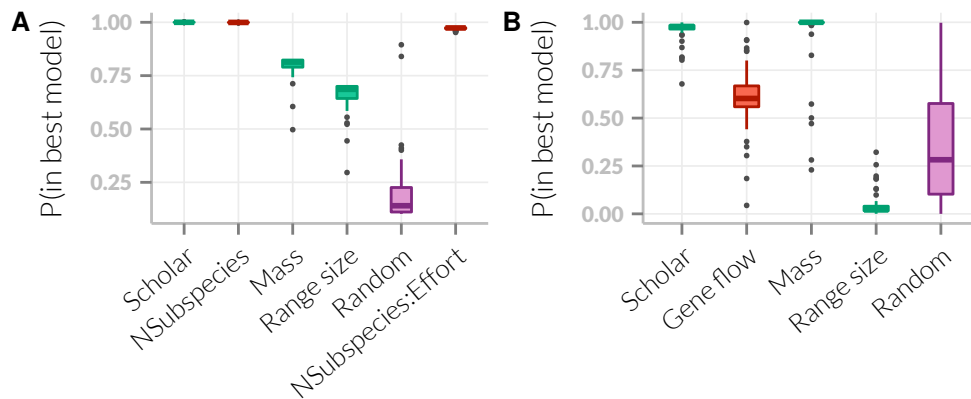 A
P(in best model)
1.00
0.75
0.50
0.25
Scholar
NSubspecies
Mass
Range size
Random
NSubspecies:Effort
B
P(in best model)
1.00
0.75
0.50
0.25
0.00
Scholar
Gene flow
Mass
Range size
Random